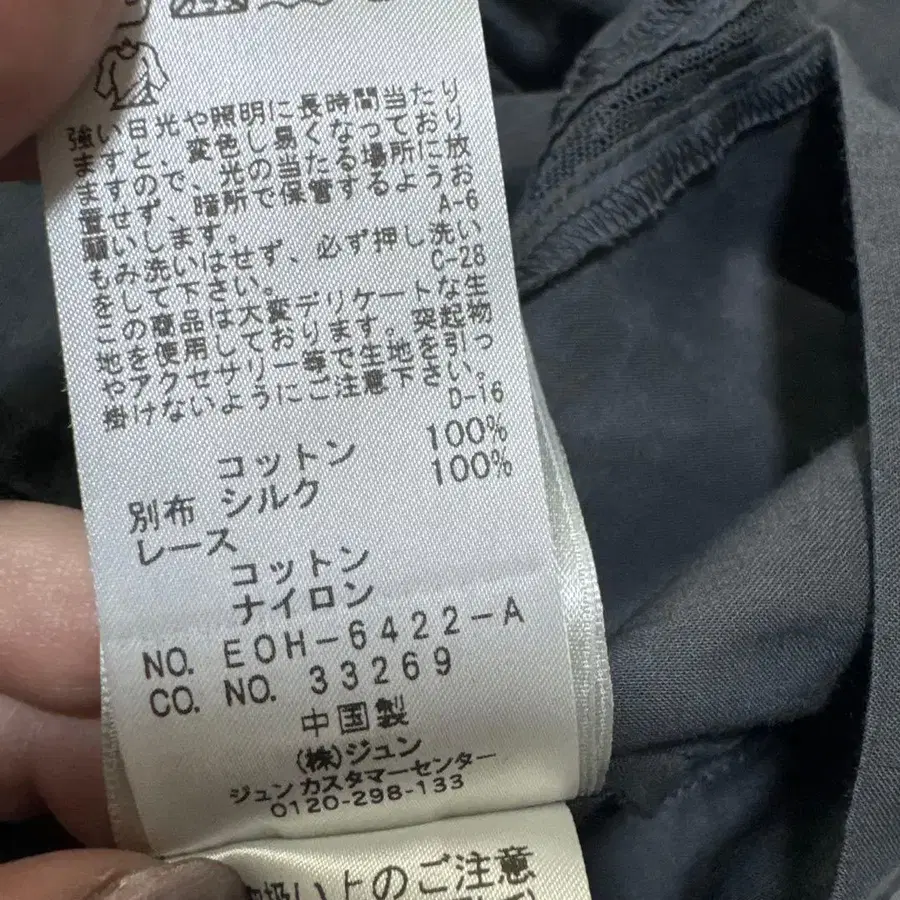 強い日光や照明に長時間当たり
ますと、変色し易くなっており
ますので、光の当たる場所に放
置せず、暗所で保管するようお
願いします。 A-6
もみ洗いはせず、必ず押し洗い
をして下さい。 C-28
この商品は大変デリケートな生
地を使用しております。突起物
やアクセサリー等で生地を引っ
掛けないようにご注意下さい。
D-16
コットン 100%
別布 シルク 100%
レース
コットン
ナイロン
NO. EOH-6422-A
CO. NO. 33269
中国製
(株)ジュン
ジュン カスタマーセンター
0120-298-133
扱い上のご注意